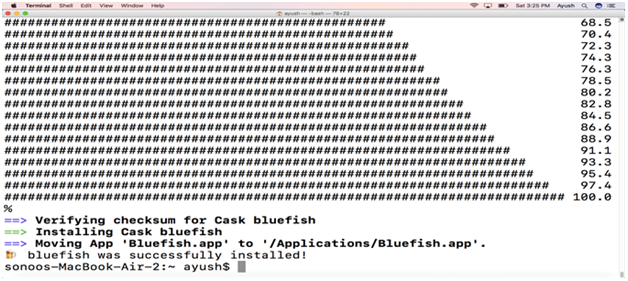 Terminal Shell Edit View Window Help Sat 3:25 PM Ayush
ayush — -bash — 78×22
################################################# 68.5
################################################## 70.4
#################################################### 72.3
##################################################### 74.3
###################################################### 76.3
######################################################## 78.5
######################################################### 80.2
########################################################### 82.8
############################################################ 84.5
############################################################## 86.6
############################################################### 88.9
################################################################# 91.1
################################################################### 93.3
#################################################################### 95.4
###################################################################### 97.4
######################################################################## 100.0
%
==> Verifying checksum for Cask bluefish
==> Installing Cask bluefish
==> Moving App 'Bluefish.app' to '/Applications/Bluefish.app'.
🍺 bluefish was successfully installed!
sonoos-MacBook-Air-2:~ ayush$